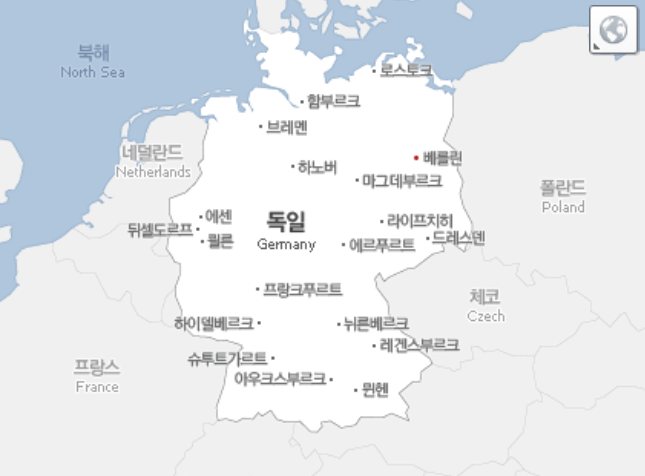 북해
North Sea
로스토크
함부르크
브레멘
네덜란드
Netherlands
하노버
베를린
마그데부르크
폴란드
Poland
에센
독일
Germany
라이프치히
뒤셀도르프
쾰른
에르푸르트
드레스덴
프랑크푸르트
체코
Czech
하이델베르크
뉘른베르크
레겐스부르크
슈투트가르트
프랑스
France
아우크스부르크
뮌헨